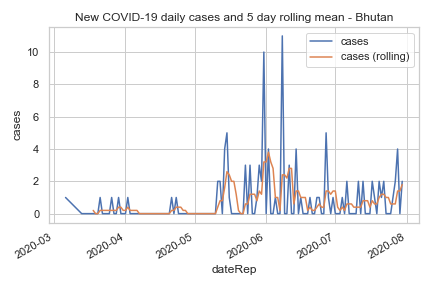 New COVID-19 daily cases and 5 day rolling mean - Bhutan
cases
cases (rolling)
10
8
6
4
2
0
cases
2020-03
2020-04
2020-05
2020-06
2020-07
2020-08
dateRep